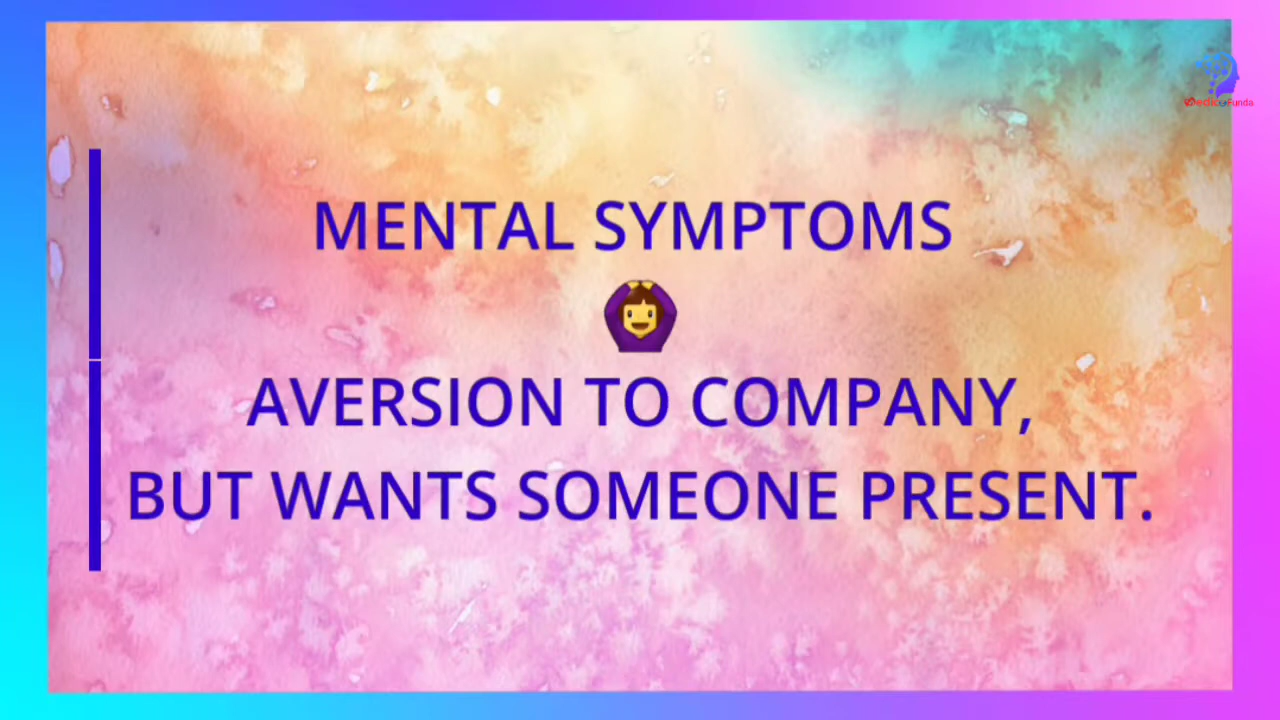 MENTAL SYMPTOMS
AVERSION TO COMPANY,
BUT WANTS SOMEONE PRESENT.